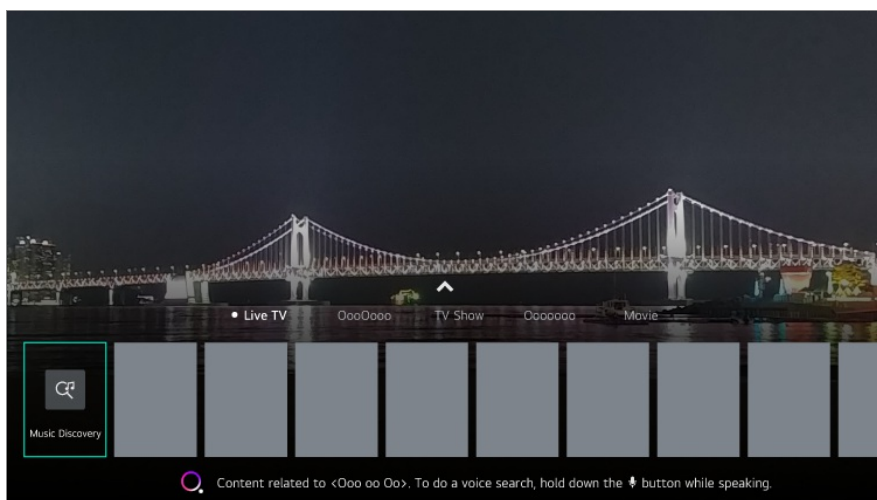 Live TV
OooOooo
TV Show
Ooooooo
Movie
Music Discovery
Content related to <Ooo oo Oo>. To do a voice search, hold down the button while speaking.